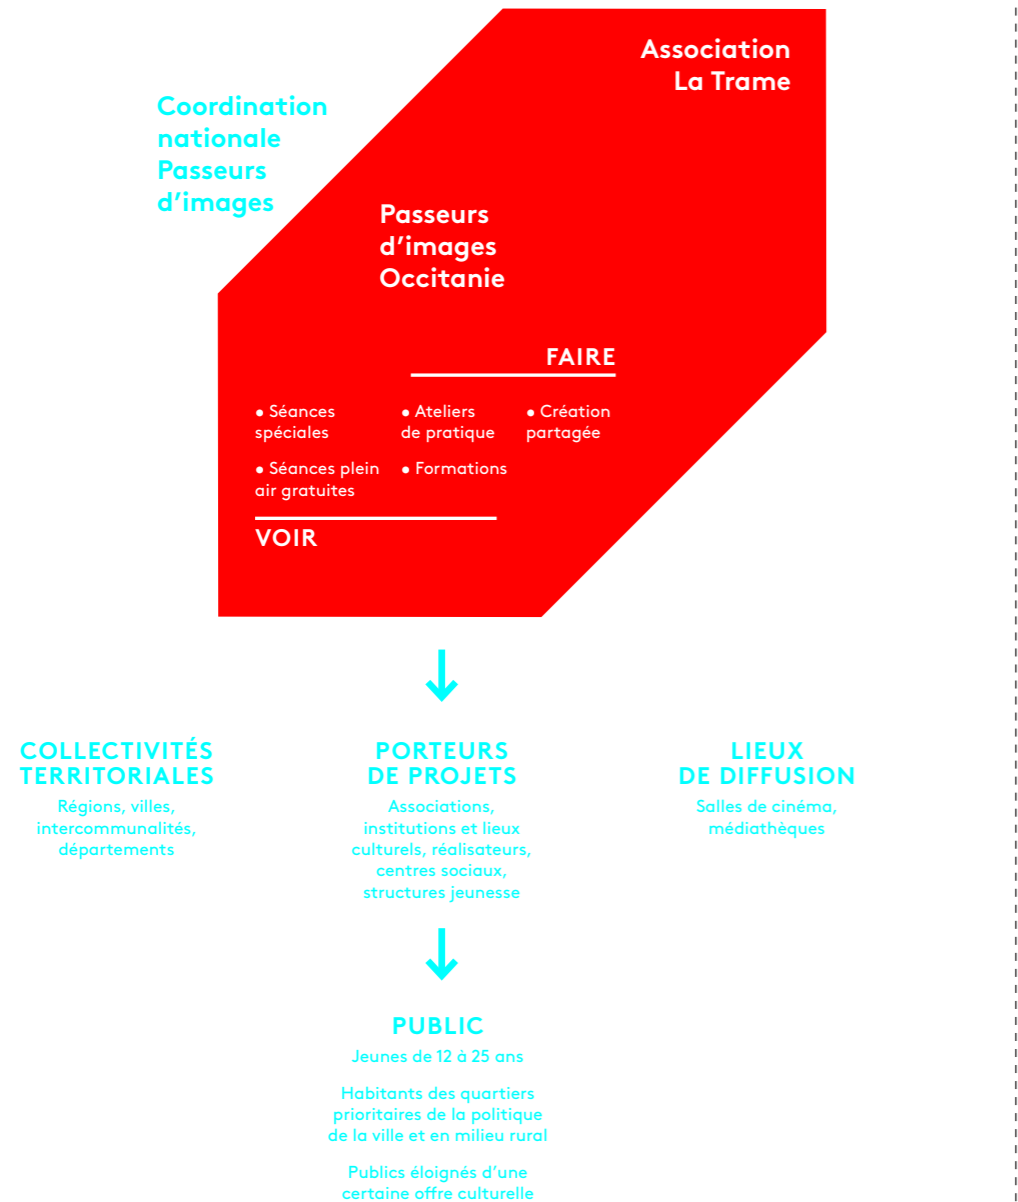 Association
La Trame
Coordination
nationale
Passeurs
d’images
Passeurs
d’images
Occitanie
FAIRE
• Séances
spéciales
• Séances plein
air gratuites
• Ateliers
de pratique
• Formations
• Création
partagée
VOIR
COLLECTIVITÉS
TERRITORIALES
Régions, villes,
intercommunalités,
départements
PORTEURS
DE PROJETS
Associations,
institutions et lieux
culturels, réalisateurs,
centres sociaux,
structures jeunesse
LIEUX
DE DIFFUSION
Salles de cinéma,
médiathèques
PUBLIC
Jeunes de 12 à 25 ans
Habitants des quartiers
prioritaires de la politique
de la ville et en milieu rural
Publics éloignés d’une
certaine offre culturelle